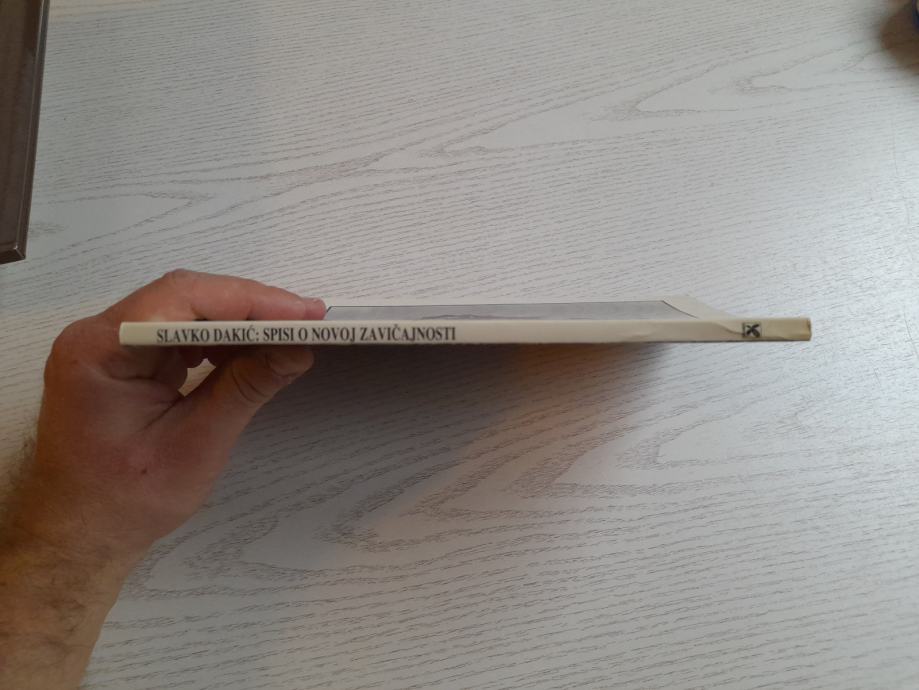 SLAVKO DAKIĆ: SPISI O NOVOJ ZAVIČAJNOSTI